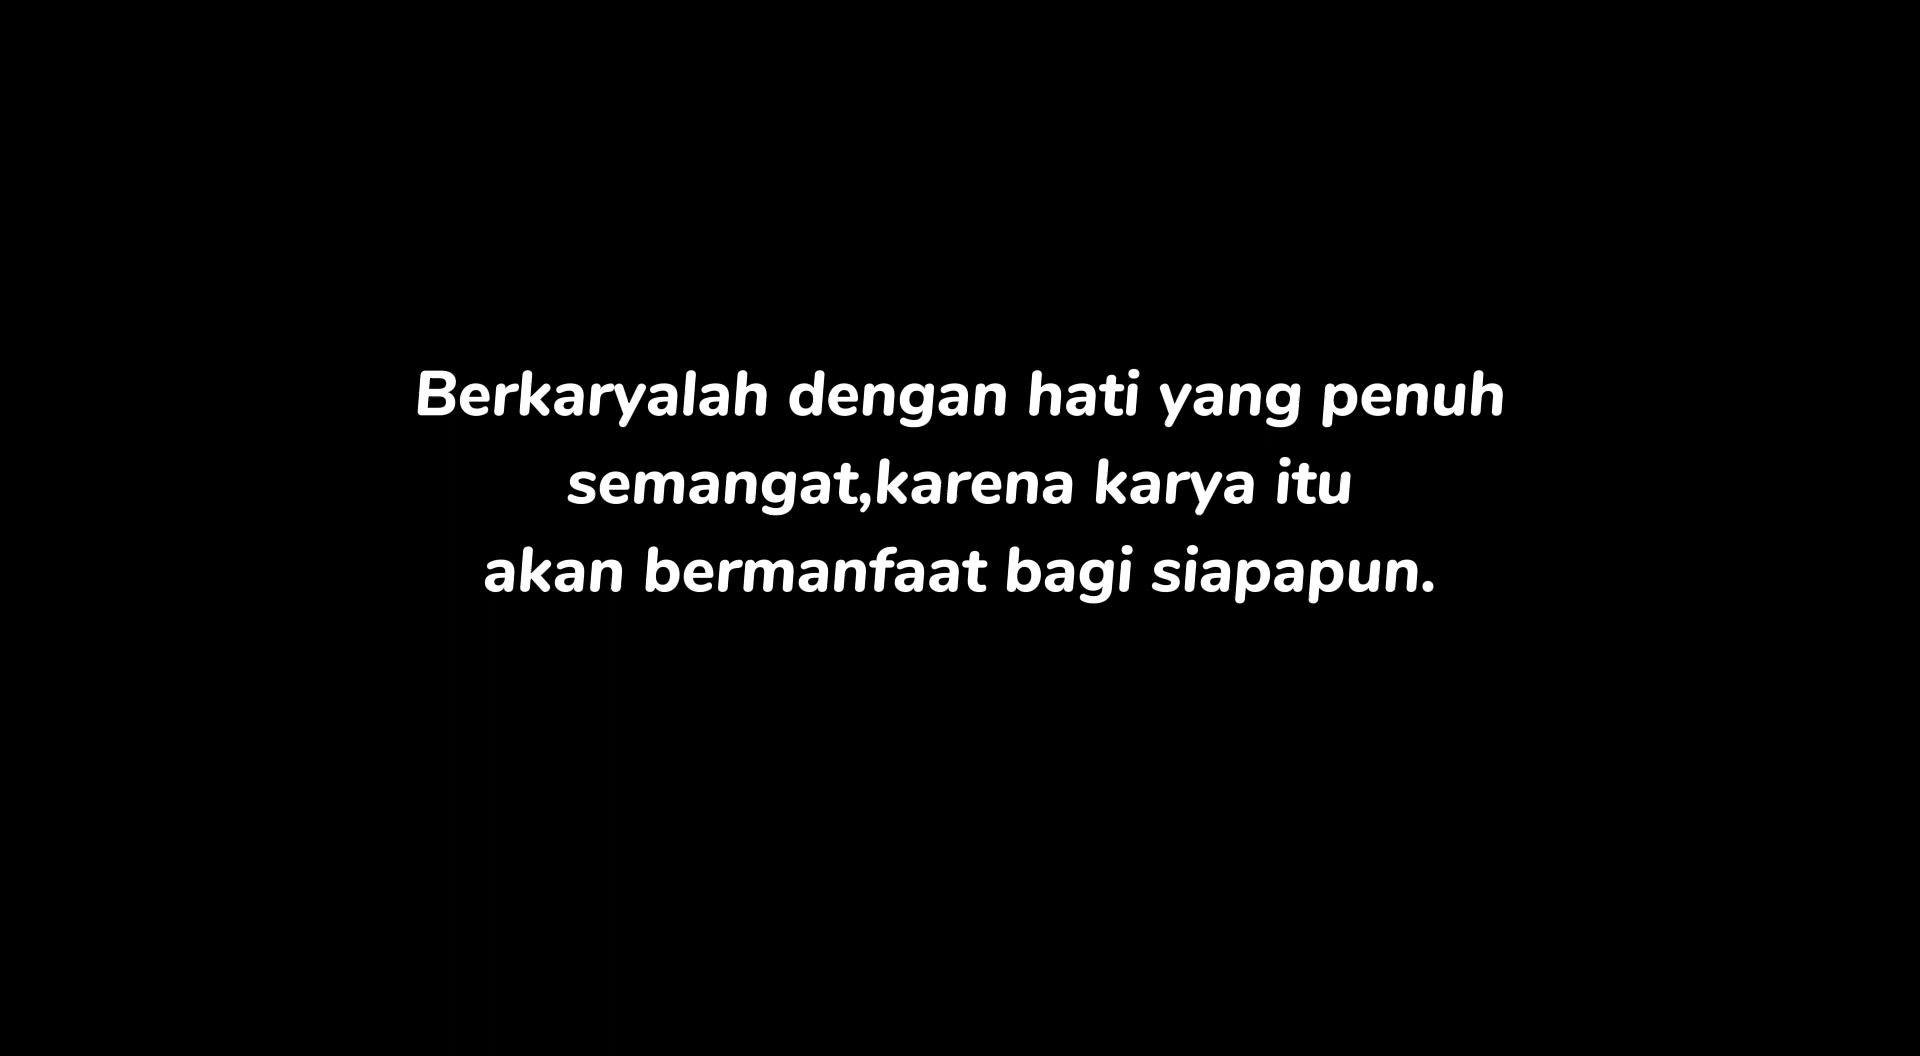 Berkaryalah dengan hati yang penuh
semangat,karena karya itu
akan bermanfaat bagi siapapun.